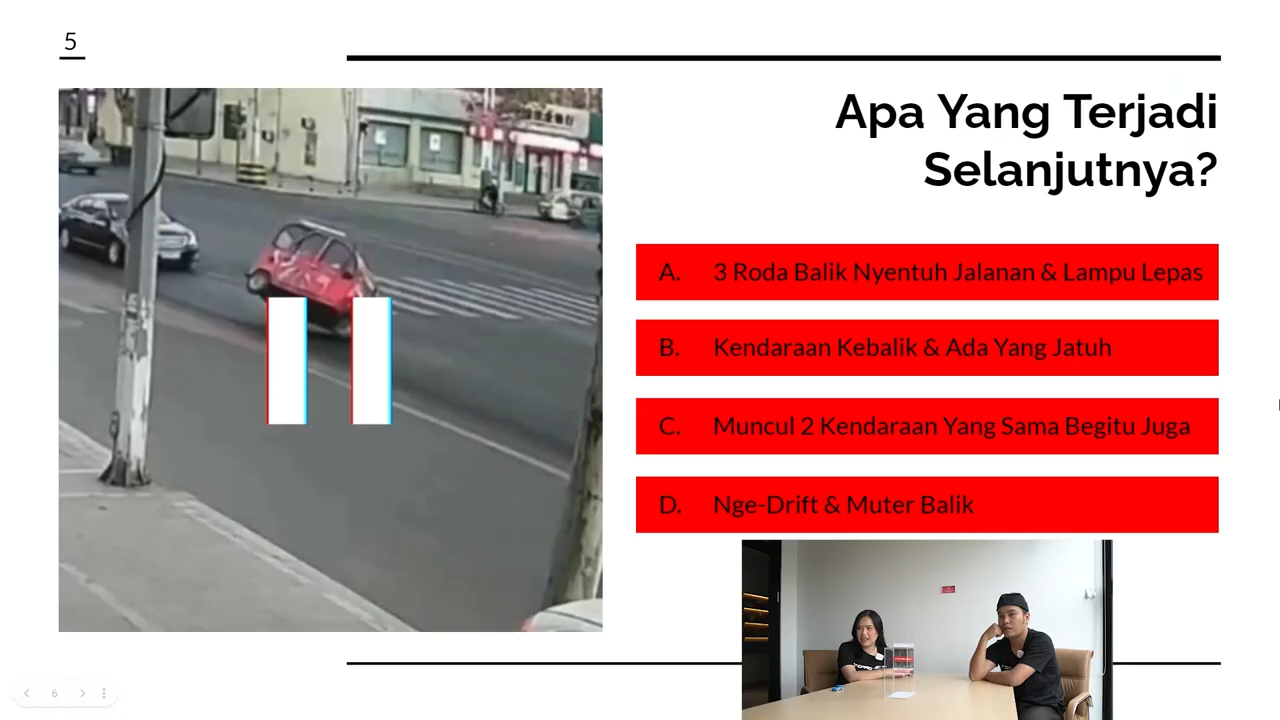 5
Apa Yang Terjadi
Selanjutnya?
A. 3 Roda Balik Nyentuh Jalanan & Lampu Lepas
B. Kendaraan Kebalik & Ada Yang Jatuh
C. Muncul 2 Kendaraan Yang Sama Begitu Juga
D. Nge-Drift & Muter Balik
6